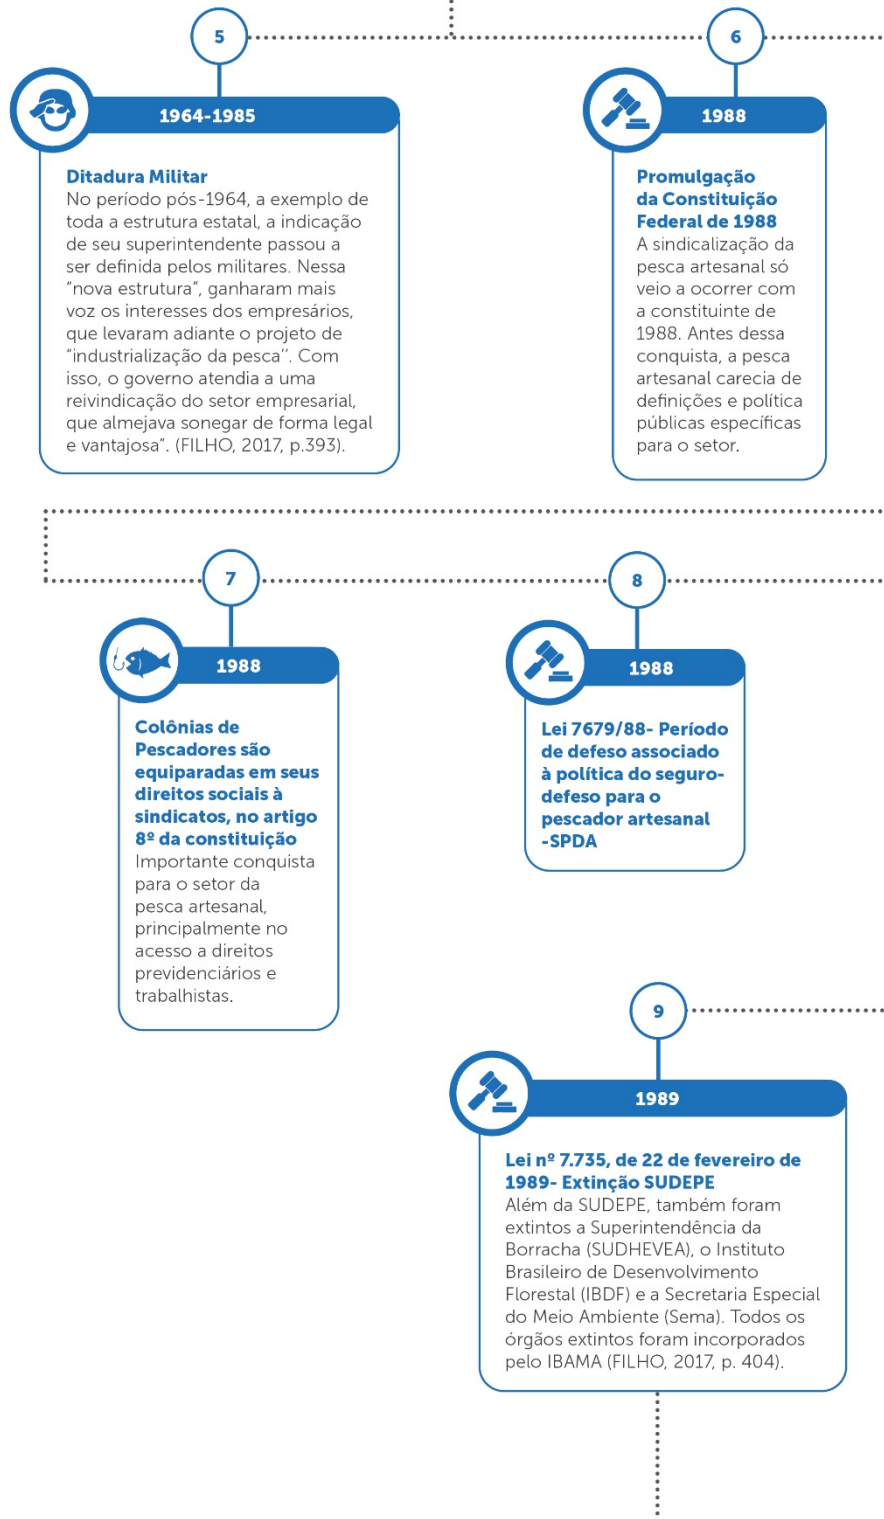 5
1964-1985
Ditadura Militar
No período pós-1964, a exemplo de
toda a estrutura estatal, a indicação
de seu superintendente passou a
ser definida pelos militares. Nessa
“nova estrutura”, ganharam mais
voz os interesses dos empresários,
que levaram adiante o projeto de
“industrialização da pesca’’. Com
isso, o governo atendia a uma
reivindicação do setor empresarial,
que almejava sonegar de forma legal
e vantajosa”. (FILHO, 2017, p.393).
6
1988
Promulgação
da Constituição
Federal de 1988
A sindicalização da
pesca artesanal só
veio a ocorrer com
a constituinte de
1988. Antes dessa
conquista, a pesca
artesanal carecia de
definições e política
públicas específicas
para o setor.
7
1988
Colônias de
Pescadores são
equiparadas em seus
direitos sociais à
sindicatos, no artigo
8º da constituição
Importante conquista
para o setor da
pesca artesanal,
principalmente no
acesso a direitos
previdenciários e
trabalhistas.
8
1988
Lei 7679/88- Período
de defeso associado
à política do seguro-
defeso para o
pescador artesanal
-SPDA
9
1989
Lei nº 7.735, de 22 de fevereiro de
1989- Extinção SUDEPE
Além da SUDEPE, também foram
extintos a Superintendência da
Borracha (SUDHEVEA), o Instituto
Brasileiro de Desenvolvimento
Florestal (IBDF) e a Secretaria Especial
do Meio Ambiente (Sema). Todos os
órgãos extintos foram incorporados
pelo IBAMA (FILHO, 2017, p. 404).